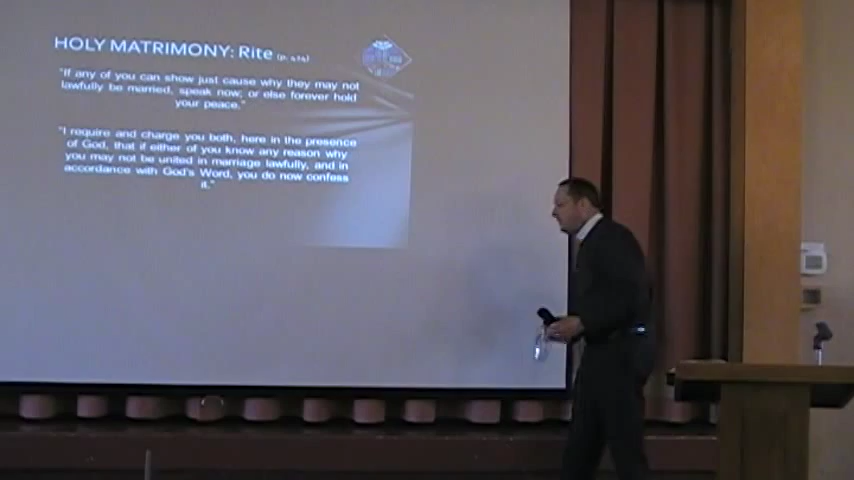 HOLY MATRIMONY: Rite (p. 414)
"If any of you can show just cause why they may not
lawfully be married, speak now; or else forever hold
your peace."
"I require and charge you both, here in the presence
of God, that if either of you know any reason why
you may not be united in marriage lawfully, and in
accordance with God's Word, you do now confess
it."